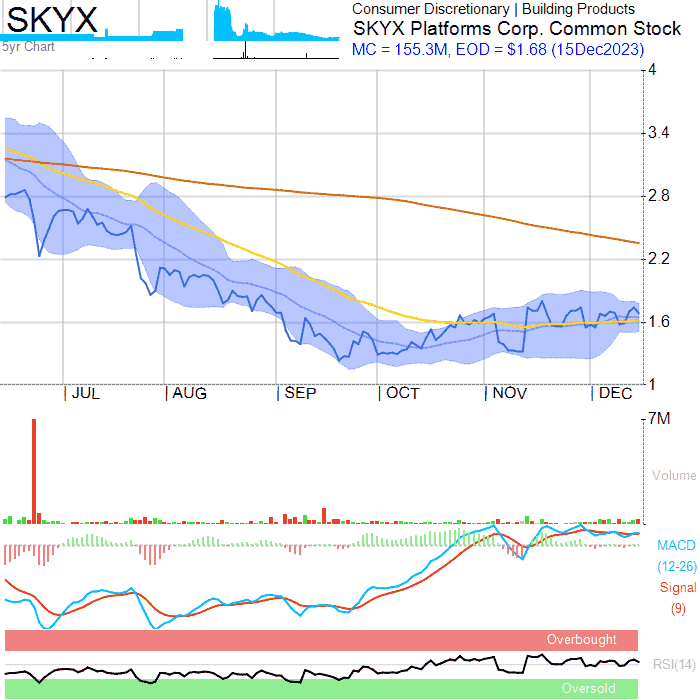 SKYX
5yr Chart
Consumer Discretionary | Building Products
SKYX Platforms Corp. Common Stock
MC = 155.3M, EOD = $1.68 (15Dec2023)
4
3.4
2.8
2.2
1.6
1
| JUL | AUG | SEP | OCT | NOV | DEC
7M
Volume
MACD
(12-26)
Signal
(9)
Overbought
RSI(14)
Oversold